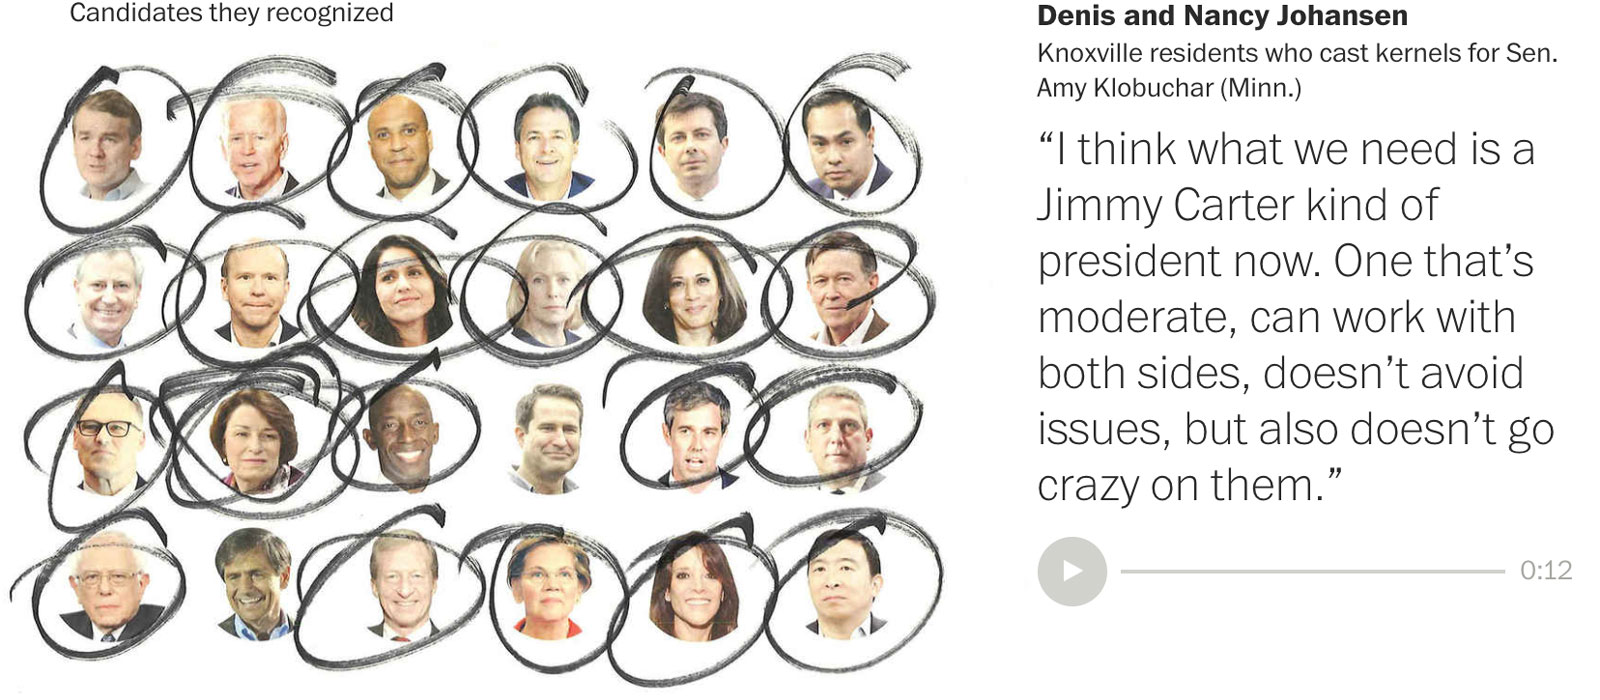 Candidates they recognized
Denis and Nancy Johansen
Knoxville residents who cast kernels for Sen.
Amy Klobuchar (Minn.)
“I think what we need is a
Jimmy Carter kind of
president now. One that’s
moderate, can work with
both sides, doesn’t avoid
issues, but also doesn’t go
crazy on them.”
0:12